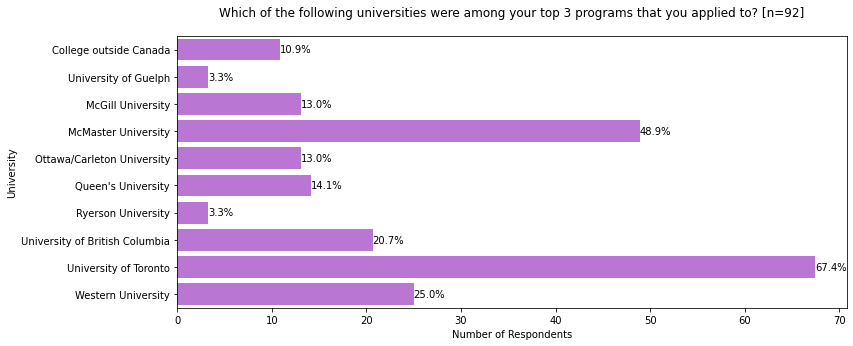 Which of the following universities were among your top 3 programs that you applied to? [n=92]
University
College outside Canada 10.9%
University of Guelph 3.3%
McGill University 13.0%
McMaster University 48.9%
Ottawa/Carleton University 13.0%
Queen's University 14.1%
Ryerson University 3.3%
University of British Columbia 20.7%
University of Toronto 67.4%
Western University 25.0%
0 10 20 30 40 50 60 70
Number of Respondents